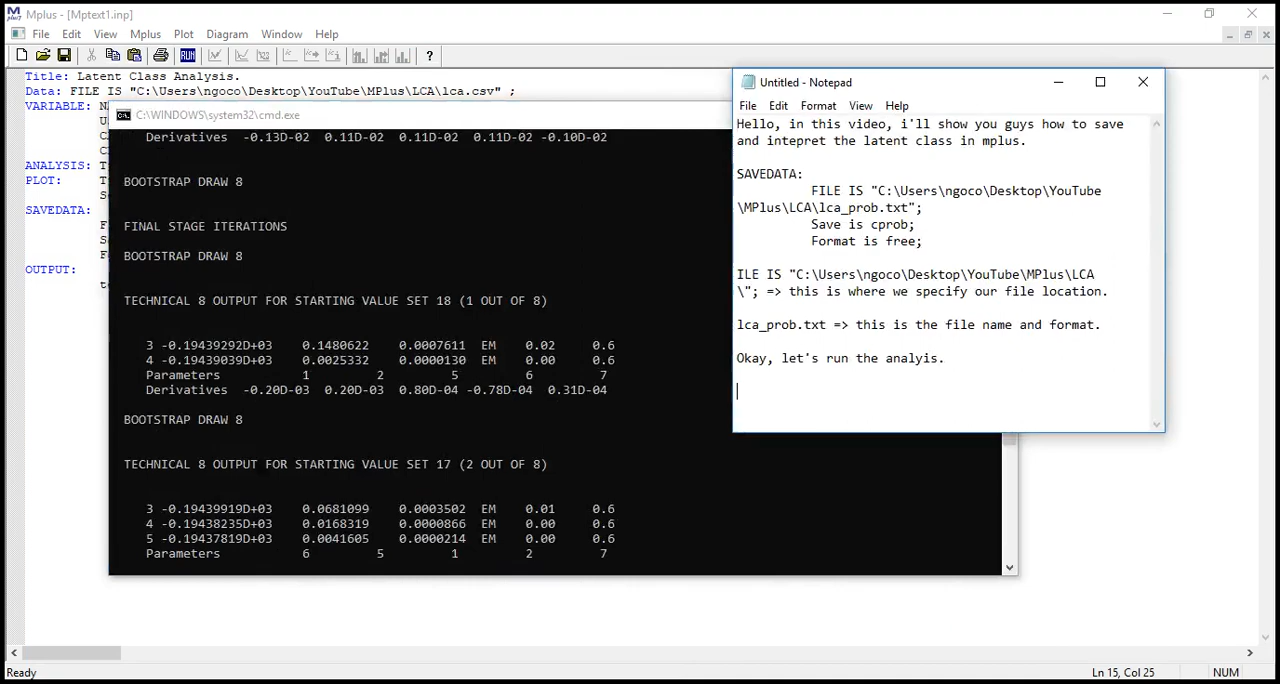 Mplus - [Mptext1.inp]
File Edit View Mplus Plot Diagram Window Help
RUN ?
Title: Latent Class Analysis.
Data: FILE IS "C:\Users\ngoco\Desktop\YouTube\MPlus\LCA\lca.csv" ;
VARIABLE: N
U
C
C
ANALYSIS: T
PLOT: T
S
SAVEDATA:
F
S
F
OUTPUT:
t
C:\WINDOWS\system32\cmd.exe
Derivatives -0.13D-02 0.11D-02 0.11D-02 0.11D-02 -0.10D-02
BOOTSTRAP DRAW 8
FINAL STAGE ITERATIONS
BOOTSTRAP DRAW 8
TECHNICAL 8 OUTPUT FOR STARTING VALUE SET 18 (1 OUT OF 8)
3 -0.19439292D+03 0.1480622 0.0007611 EM 0.02 0.6
4 -0.19439039D+03 0.0025332 0.0000130 EM 0.00 0.6
Parameters 1 2 5 6 7
Derivatives -0.20D-03 0.20D-03 0.80D-04 -0.78D-04 0.31D-04
BOOTSTRAP DRAW 8
TECHNICAL 8 OUTPUT FOR STARTING VALUE SET 17 (2 OUT OF 8)
3 -0.19439919D+03 0.0681099 0.0003502 EM 0.01 0.6
4 -0.19438235D+03 0.0168319 0.0000866 EM 0.00 0.6
5 -0.19437819D+03 0.0041605 0.0000214 EM 0.00 0.6
Parameters 6 5 1 2 7
Untitled - Notepad
File Edit Format View Help
Hello, in this video, i'll show you guys how to save
and intepret the latent class in mplus.
SAVEDATA:
FILE IS "C:\Users\ngoco\Desktop\YouTube
\MPlus\LCA\lca_prob.txt";
Save is cprob;
Format is free;
ILE IS "C:\Users\ngoco\Desktop\YouTube\MPlus\LCA
\"; => this is where we specify our file location.
lca_prob.txt => this is the file name and format.
Okay, let's run the analyis.
Ready Ln 15, Col 25 NUM